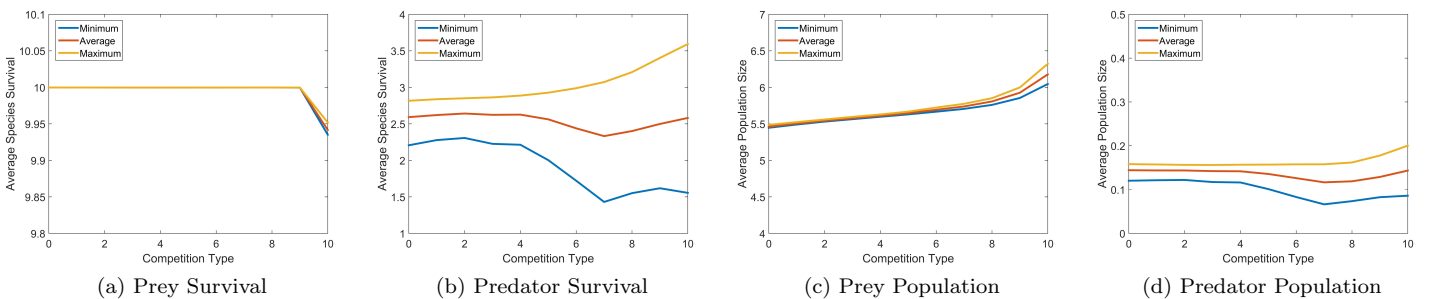 10.1
10.05
10
9.95
9.9
9.85
9.8
Average Species Survival
Minimum
Average
Maximum
0 2 4 6 8 10
Competition Type
(a) Prey Survival
4
3.5
3
2.5
2
1.5
1
Average Species Survival
Minimum
Average
Maximum
0 2 4 6 8 10
Competition Type
(b) Predator Survival
7
6.5
6
5.5
5
4.5
4
Average Population Size
Minimum
Average
Maximum
0 2 4 6 8 10
Competition Type
(c) Prey Population
0.5
0.4
0.3
0.2
0.1
0
Average Population Size
Minimum
Average
Maximum
0 2 4 6 8 10
Competition Type
(d) Predator Population